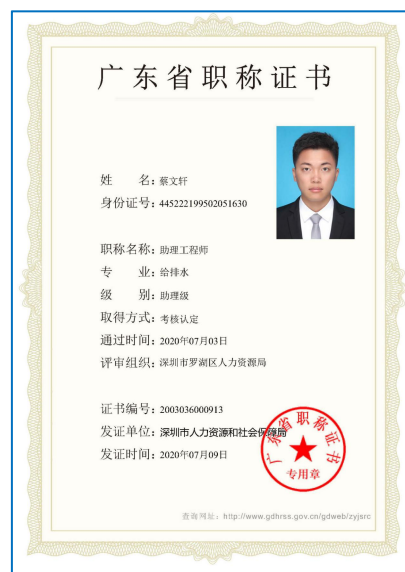 广东省职称证书
姓 名：蔡文轩
身份证号：445222199502051630
职称名称：助理工程师
专 业：给排水
级 别：助理级
取得方式：考核认定
通过时间：2020年07月03日
评审组织：深圳市罗湖区人力资源局
证书编号：2003036000913
发证单位：深圳市人力资源和社会保障局
发证时间：2020年07月09日
广东省职称证书
专用章
查询网址：http://www.gdhrss.gov.cn/gdweb/zyjsrc